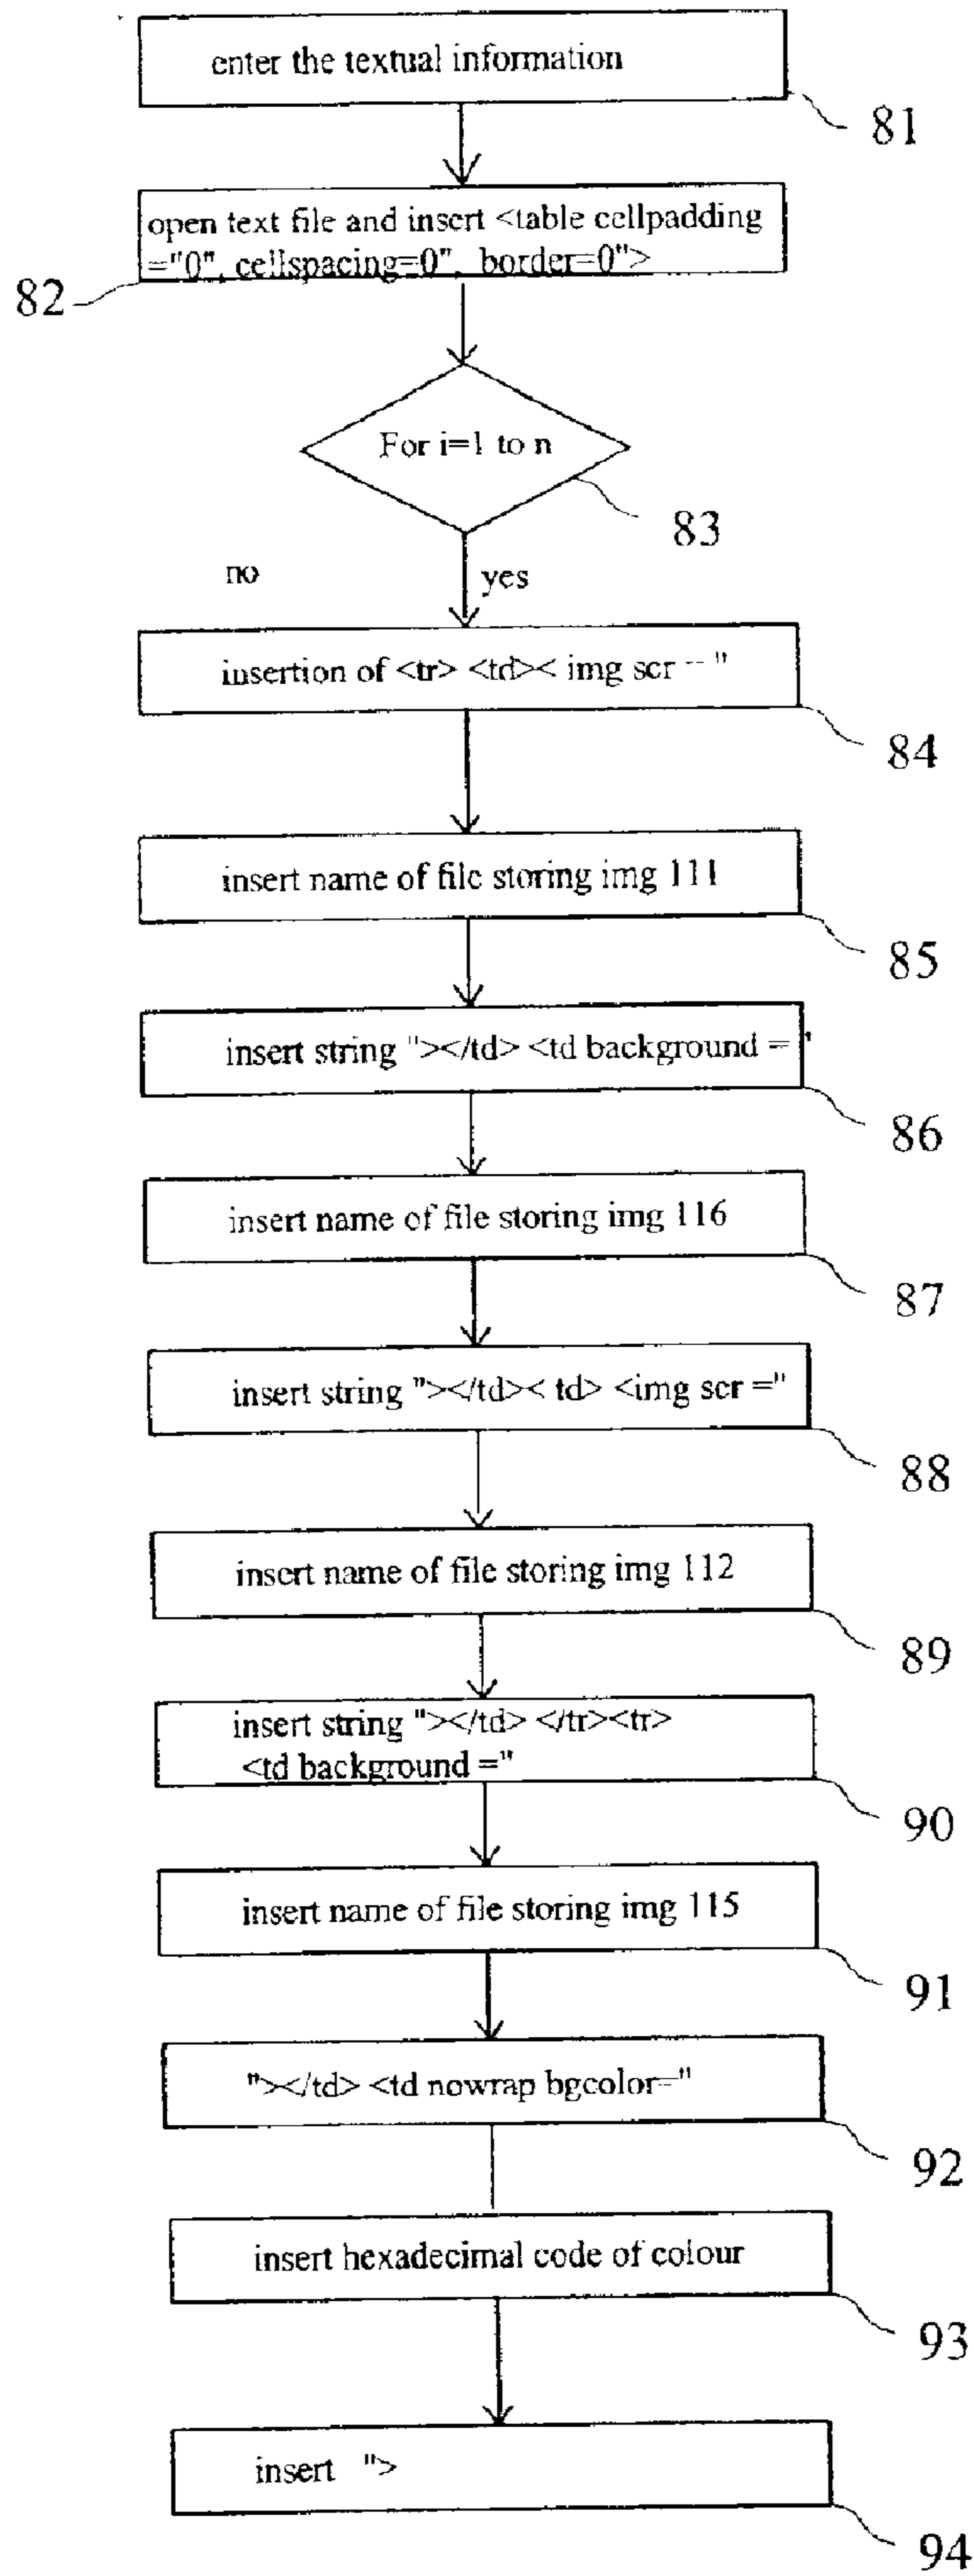 enter the textual information
81
open text file and insert <table cellpadding
="0", cellspacing=0", border=0">
82
For i=1 to n
83
no
yes
insertion of <tr> <td>< img scr = "
84
insert name of file storing img 111
85
insert string "></td> <td background = "
86
insert name of file storing img 116
87
insert string "></td>< td> <img scr ="
88
insert name of file storing img 112
89
insert string "></td> </tr><tr>
<td background ="
90
insert name of file storing img 115
91
"></td> <td nowrap bgcolor="
92
insert hexadecimal code of colour
93
insert ">
94